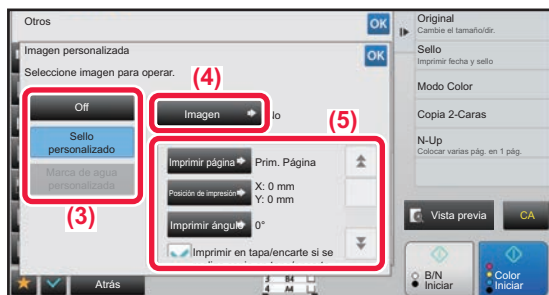 Otros
OK
Imagen personalizada
OK
Seleccione imagen para operar.
(4)
Off
Imagen
Sello
personalizado
Marca de agua
personalizada
(3)
(5)
Imprimir página
Prim. Página
Posición de impresión
X: 0 mm
Y: 0 mm
Imprimir ángulo
0°
Imprimir en tapa/encarte si se
Atrás
Original
Cambie el tamaño/dir.
Sello
Imprimir fecha y sello
Modo Color
Copia 2-Caras
N-Up
Colocar varias pág. en 1 pág.
Vista previa
CA
B/N
Iniciar
Color
Iniciar